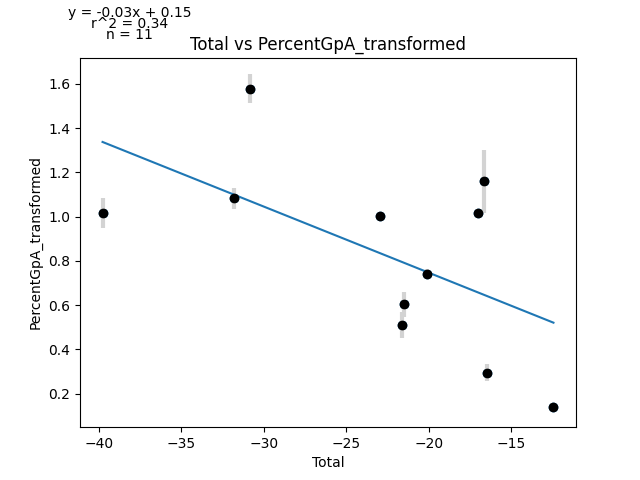 y = -0.03x + 0.15
r^2 = 0.34
n = 11
Total vs PercentGpA_transformed
PercentGpA_transformed
1.6
1.4
1.2
1.0
0.8
0.6
0.4
0.2
−40 −35 −30 −25 −20 −15
Total